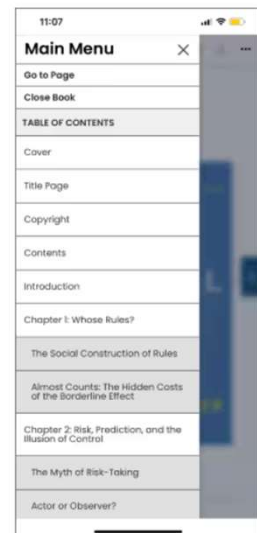 11:07
Main Menu
Go to Page
Close Book
TABLE OF CONTENTS
Cover
Title Page
Copyright
Contents
Introduction
Chapter 1: Whose Rules?
The Social Construction of Rules
Almost Counts: The Hidden Costs
of the Borderline Effect
Chapter 2: Risk, Prediction, and the
Illusion of Control
The Myth of Risk-Taking
Actor or Observer?